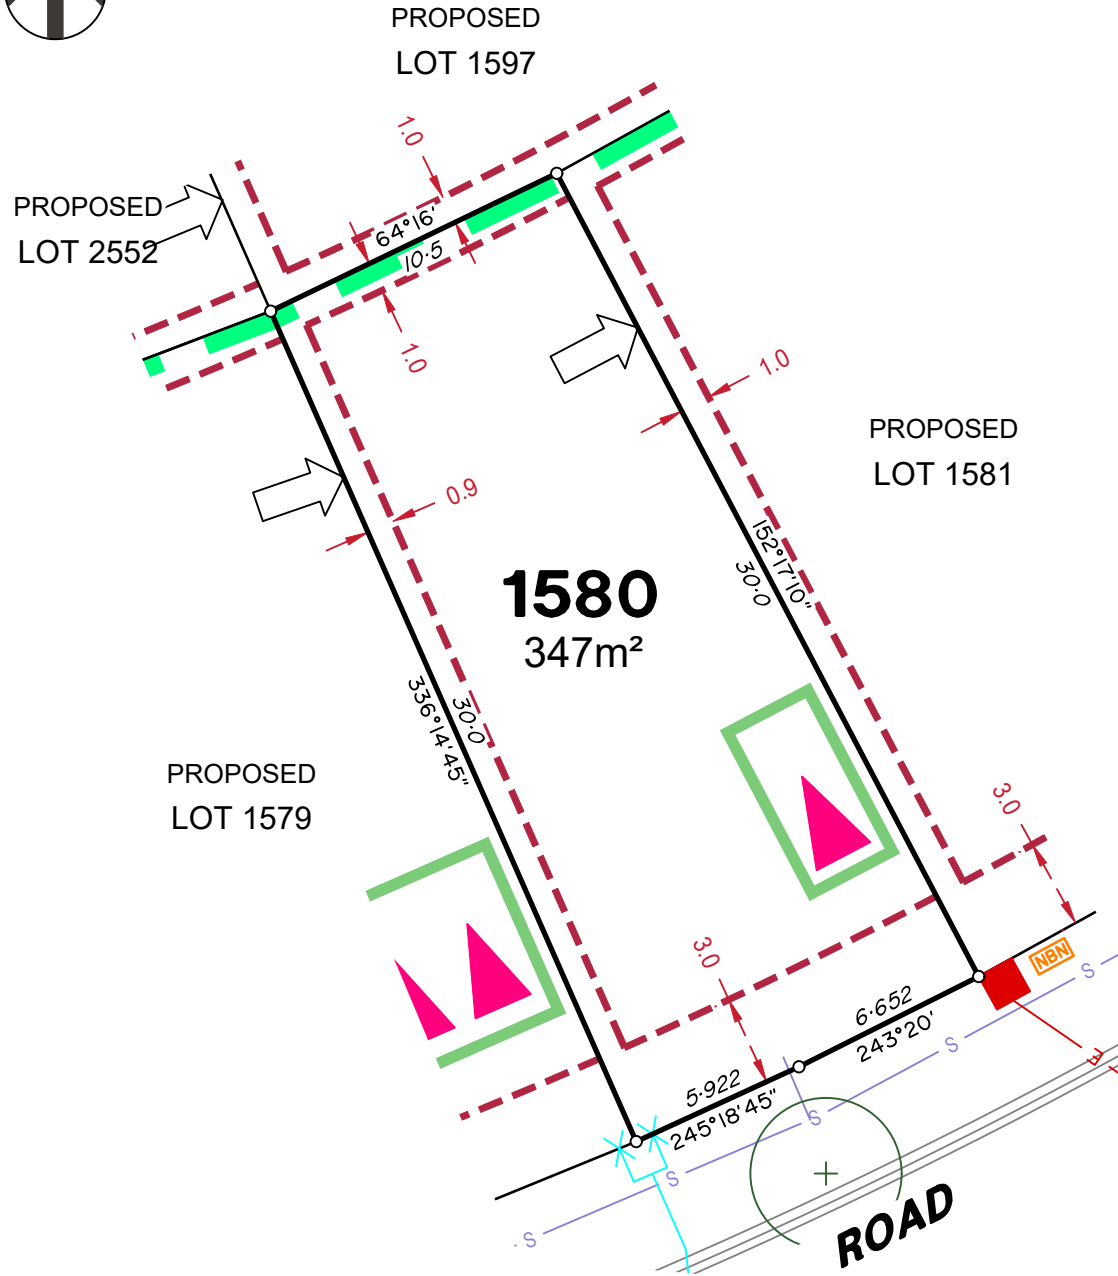 PROPOSED
LOT 1597
1.0
PROPOSED
LOT 2552
64°16'
10·5
1.0
1.0
PROPOSED
LOT 1581
0.9
152°17'10"
30·0
1580
347m²
336°14'45"
30·0
PROPOSED
LOT 1579
3.0
3.0
NBN
S
6·652
243°20'
S
5·922
245°18'45"
S
S
S
E
ROAD